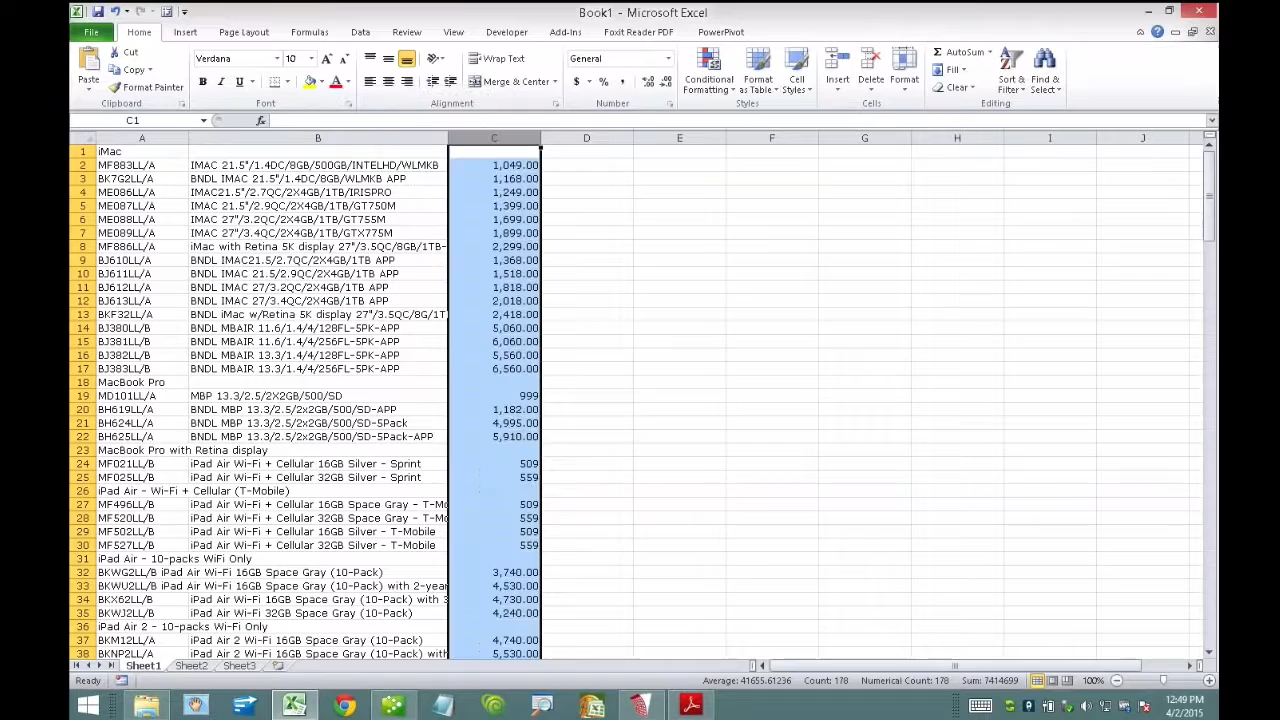 Book1 - Microsoft Excel
File Home Insert Page Layout Formulas Data Review View Developer Add-Ins Foxit Reader PDF PowerPivot
Paste Cut Copy Format Painter
Verdana 10
Wrap Text
Merge & Center
General
Conditional Formatting Format as Table Cell Styles
Insert Delete Format
AutoSum Fill Clear
Sort & Filter Find & Select
Clipboard Font Alignment Number Styles Cells Editing
C1 fx
A B C D E F G H I J
1 iMac
2 MF883LL/A IMAC 21.5"/1.4DC/8GB/500GB/INTELHD/WLMKB 1,049.00
3 BK7G2LL/A BNDL IMAC 21.5"/1.4DC/8GB/WLMKB APP 1,168.00
4 ME086LL/A IMAC21.5"/2.7QC/2X4GB/1TB/IRISPRO 1,249.00
5 ME087LL/A IMAC 21.5"/2.9QC/2X4GB/1TB/GT750M 1,399.00
6 ME088LL/A IMAC 27"/3.2QC/2X4GB/1TB/GT755M 1,699.00
7 ME089LL/A IMAC 27"/3.4QC/2X4GB/1TB/GTX775M 1,899.00
8 MF886LL/A iMac with Retina 5K display 27"/3.5QC/8GB/1TB- 2,299.00
9 BJ610LL/A BNDL IMAC21.5/2.7QC/2X4GB/1TB APP 1,368.00
10 BJ611LL/A BNDL IMAC 21.5/2.9QC/2X4GB/1TB APP 1,518.00
11 BJ612LL/A BNDL IMAC 27/3.2QC/2X4GB/1TB APP 1,818.00
12 BJ613LL/A BNDL IMAC 27/3.4QC/2X4GB/1TB APP 2,018.00
13 BKF32LL/A BNDL iMac w/Retina 5K display 27"/3.5QC/8G/1T 2,418.00
14 BJ380LL/B BNDL MBAIR 11.6/1.4/4/128FL-5PK-APP 5,060.00
15 BJ381LL/B BNDL MBAIR 11.6/1.4/4/256FL-5PK-APP 6,060.00
16 BJ382LL/B BNDL MBAIR 13.3/1.4/4/128FL-5PK-APP 5,560.00
17 BJ383LL/B BNDL MBAIR 13.3/1.4/4/256FL-5PK-APP 6,560.00
18 MacBook Pro
19 MD101LL/A MBP 13.3/2.5/2X2GB/500/SD 999
20 BH619LL/A BNDL MBP 13.3/2.5/2x2GB/500/SD-APP 1,182.00
21 BH624LL/A BNDL MBP 13.3/2.5/2x2GB/500/SD-5Pack 4,995.00
22 BH625LL/A BNDL MBP 13.3/2.5/2x2GB/500/SD-5Pack-APP 5,910.00
23 MacBook Pro with Retina display
24 MF021LL/B iPad Air Wi-Fi + Cellular 16GB Silver - Sprint 509
25 MF025LL/B iPad Air Wi-Fi + Cellular 32GB Silver - Sprint 559
26 iPad Air - Wi-Fi + Cellular (T-Mobile)
27 MF496LL/B iPad Air Wi-Fi + Cellular 16GB Space Gray - T-Mo 509
28 MF520LL/B iPad Air Wi-Fi + Cellular 32GB Space Gray - T-Mo 559
29 MF502LL/B iPad Air Wi-Fi + Cellular 16GB Silver - T-Mobile 509
30 MF527LL/B iPad Air Wi-Fi + Cellular 32GB Silver - T-Mobile 559
31 iPad Air - 10-packs WiFi Only
32 BKWG2LL/B iPad Air Wi-Fi 16GB Space Gray (10-Pack) 3,740.00
33 BKWU2LL/B iPad Air Wi-Fi 16GB Space Gray (10-Pack) with 2-year 4,530.00
34 BKX62LL/B iPad Air Wi-Fi 16GB Space Gray (10-Pack) with 3 4,730.00
35 BKWJ2LL/B iPad Air Wi-Fi 32GB Space Gray (10-Pack) 4,240.00
36 iPad Air 2 - 10-packs Wi-Fi Only
37 BKM12LL/A iPad Air 2 Wi-Fi 16GB Space Gray (10-Pack) 4,740.00
38 BKNP2LL/A iPad Air 2 Wi-Fi 16GB Space Gray (10-Pack) with 5,530.00
Sheet1 Sheet2 Sheet3
Ready Average: 41655.61236 Count: 178 Numerical Count: 178 Sum: 7414699 100%
12:49 PM
4/2/2015